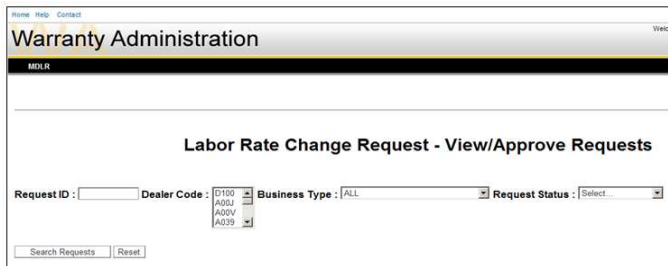 Home Help Contact
Warranty Administration
MDLR
Labor Rate Change Request - View/Approve Requests
Request ID : Dealer Code : D100 Business Type : ALL Request Status : Select...
A00J
A00V
A039
Search Requests Reset